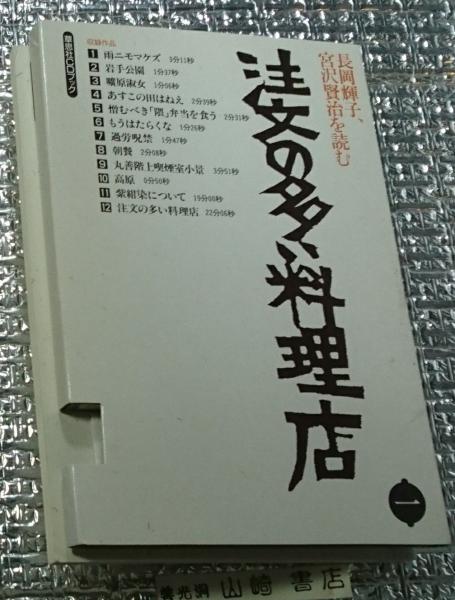 草思社CDブック
収録作品
1 雨ニモマケズ 3分11秒
2 岩手公園 1分37秒
3 曠原淑女 1分56秒
4 あすこの田はねえ 2分39秒
5 憎むべき「隈」弁当を食う 2分31秒
6 もうはたらくな 1分26秒
7 過労呪禁 1分47秒
8 朝餐 2分08秒
9 丸善階上喫煙室小景 3分51秒
10 高原 0分50秒
11 紫紺染について 15分00秒
12 注文の多い料理店 22分06秒
長岡輝子、
宮沢賢治を読む
注文の多い料理店
一
山崎書店